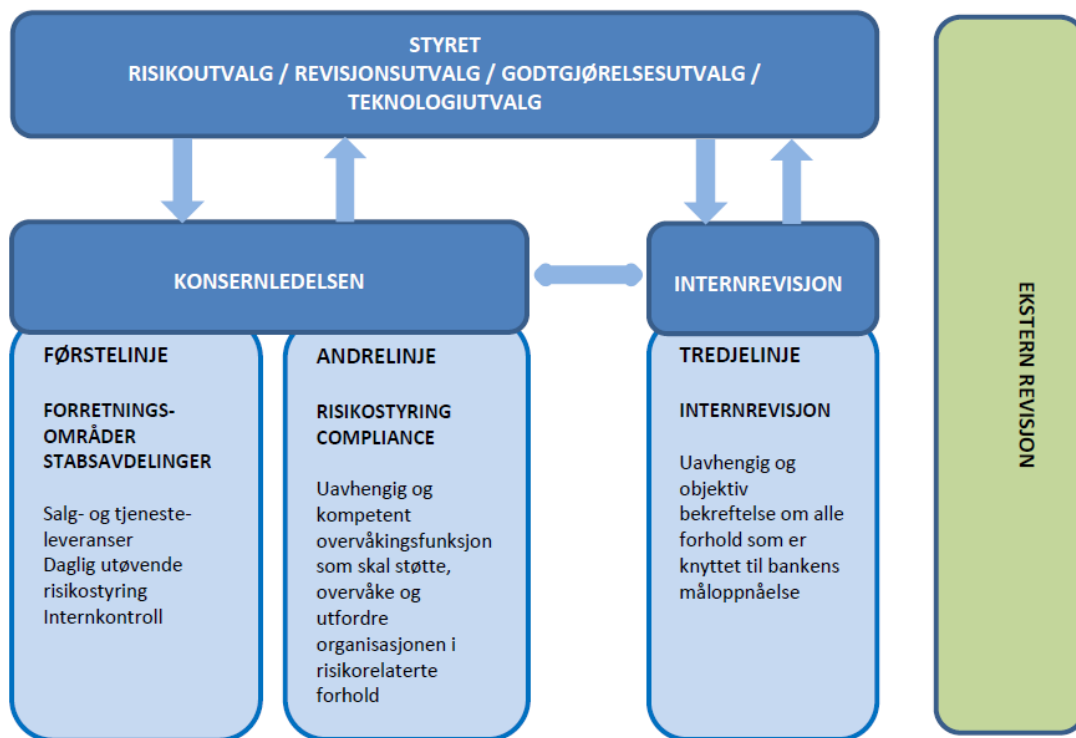 STYRET
RISIKOUTVALG / REVISJONSUTVALG / GODTGJØRELSESUTVALG /
TEKNOLOGIUTVALG
KONSERNLEDELSEN
INTERNREVISJON
FØRSTELINJE
FORRETNINGS-
OMRÅDER
STABSAVDELINGER
Salg- og tjeneste-
leveranser
Daglig utøvende
risikostyring
Internkontroll
ANDRELINJE
RISIKOSTYRING
COMPLIANCE
Uavhengig og
kompetent
overvåkingsfunksjon
som skal støtte,
overvåke og
utfordre
organisasjonen i
risikorelaterte
forhold
TREDJELINJE
INTERNREVISJON
Uavhengig og
objektiv
bekreftelse om alle
forhold som er
knyttet til bankens
måloppnåelse
EKSTERN REVISJON